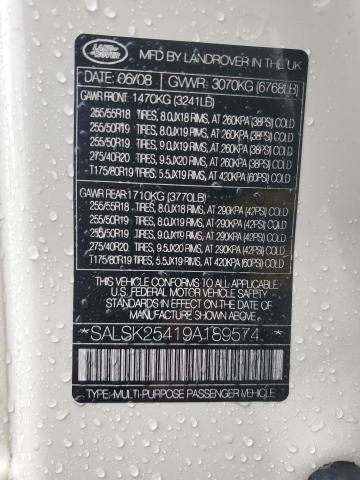 LAND ROVER
MFD BY LANDROVER IN THE UK
DATE: 06/08 GVWR: 3070KG (6768LB)
GAWR FRONT: 1470KG (3241LB)
255/55R18 TIRES, 8.0JX18 RIMS, AT 260KPA (38PSI) COLD
255/50R19 TIRES, 8.0JX19 RIMS, AT 260KPA (38PSI) COLD
255/50R19 TIRES, 9.0JX19 RIMS, AT 260KPA (38PSI) COLD
275/40R20 TIRES, 9.5JX20 RIMS, AT 260KPA (38PSI) COLD
T175/80R19 TIRES, 5.5JX19 RIMS, AT 420KPA (60PSI) COLD
GAWR REAR: 1710KG (3770LB)
255/55R18 TIRES, 8.0JX18 RIMS, AT 290KPA (42PSI) COLD
255/50R19 TIRES, 8.0JX19 RIMS, AT 290KPA (42PSI) COLD
255/50R19 TIRES, 9.0JX19 RIMS, AT 290KPA (42PSI) COLD
275/40R20 TIRES, 9.5JX20 RIMS, AT 290KPA (42PSI) COLD
T175/80R19 TIRES, 5.5JX19 RIMS, AT 420KPA (60PSI) COLD
THIS VEHICLE CONFORMS TO ALL APPLICABLE
U.S. FEDERAL MOTOR VEHICLE SAFETY
STANDARDS IN EFFECT ON THE DATE OF
MANUFACTURE SHOWN ABOVE.
*SALSK25419A189574*
TYPE: MULTI-PURPOSE PASSENGER VEHICLE